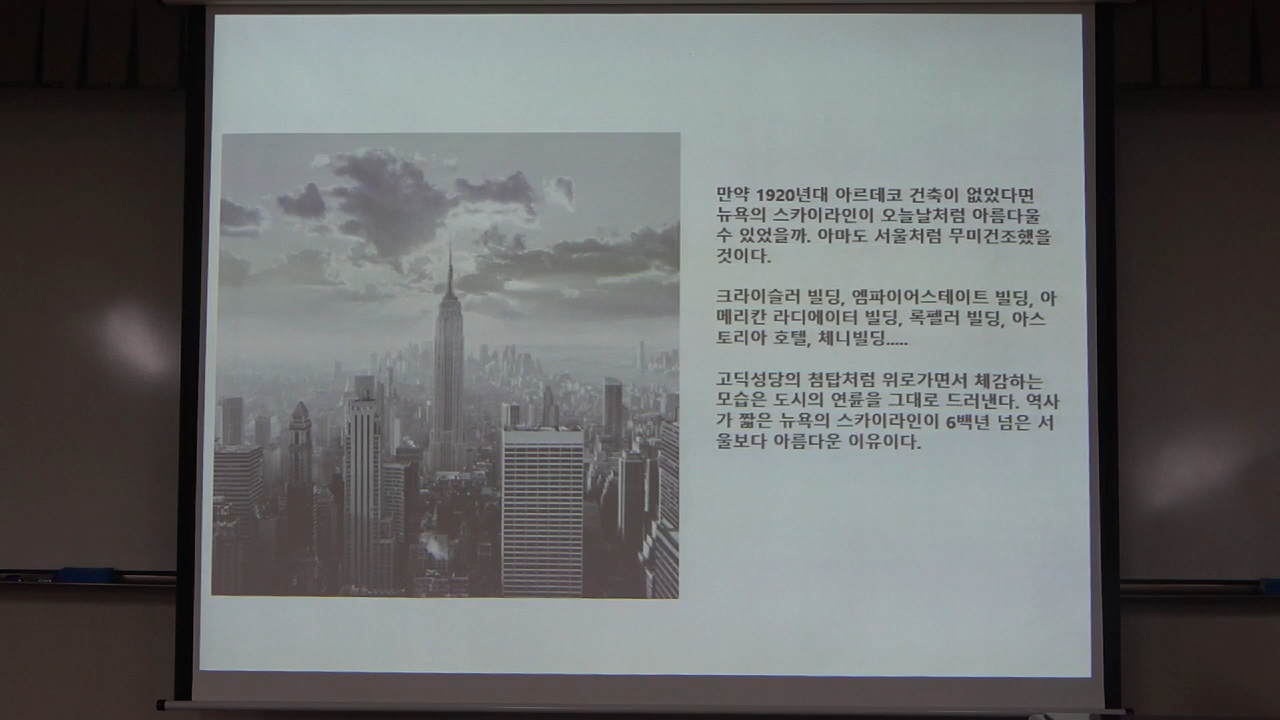 만약 1920년대 아르데코 건축이 없었다면
뉴욕의 스카이라인이 오늘날처럼 아름다울
수 있었을까. 아마도 서울처럼 무미건조했을
것이다.
크라이슬러 빌딩, 엠파이어스테이트 빌딩, 아
메리칸 라디에이터 빌딩, 록펠러 빌딩, 아스
토리아 호텔, 채니빌딩.....
고딕성당의 첨탑처럼 위로가면서 체감하는
모습은 도시의 연륜을 그대로 드러낸다. 역사
가 짧은 뉴욕의 스카이라인이 6백년 넘은 서
울보다 아름다운 이유이다.